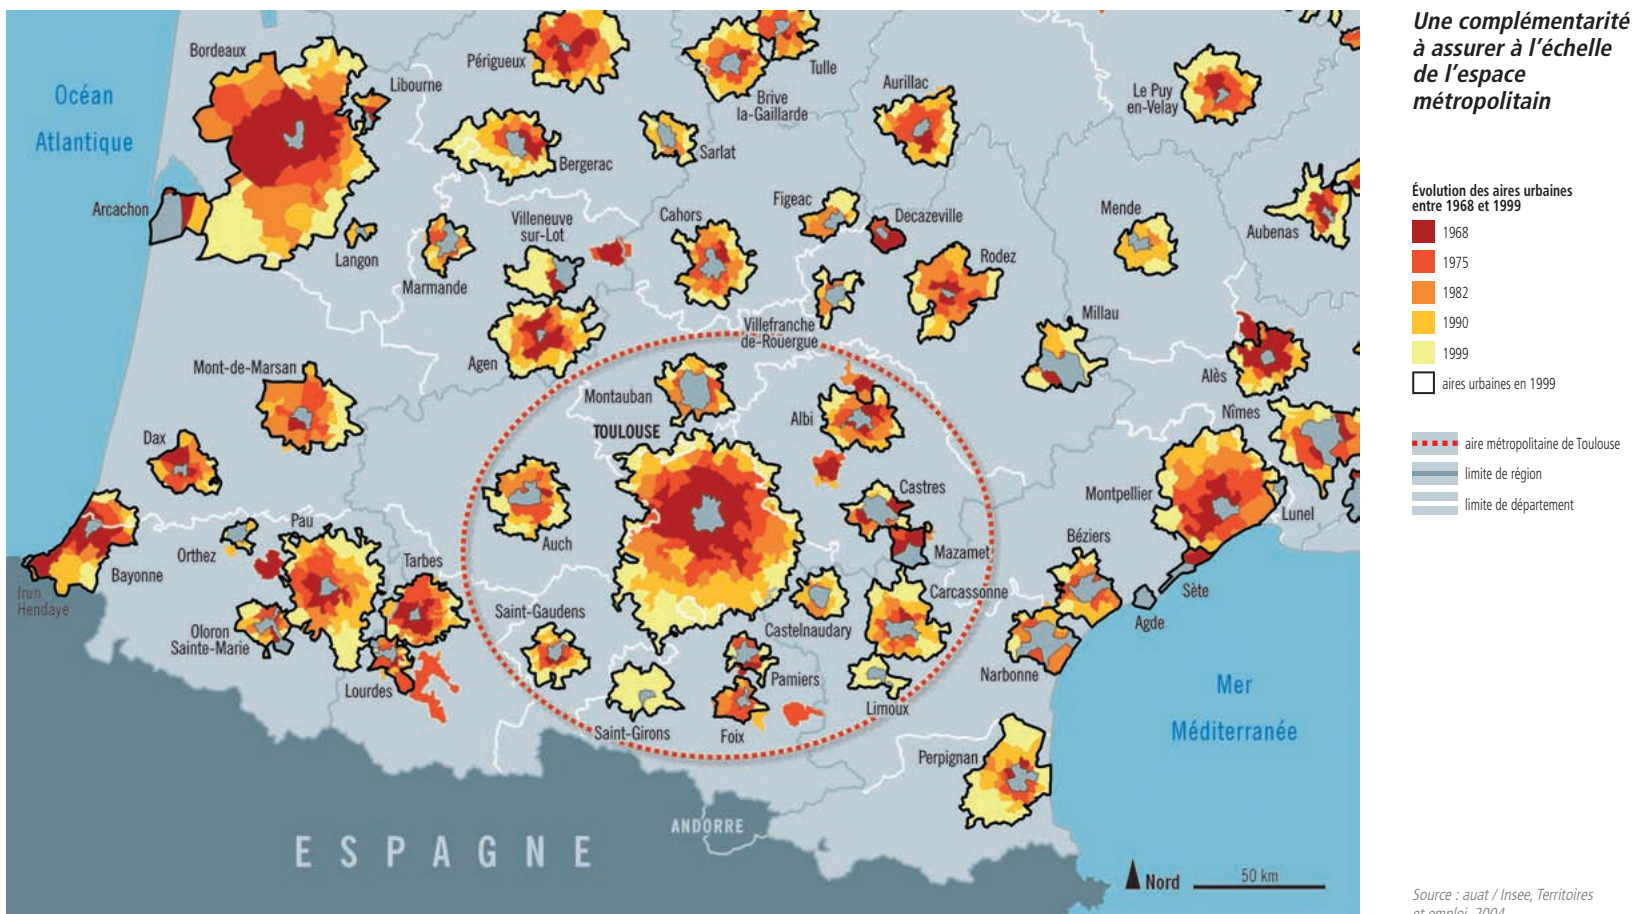 Une complémentarité
à assurer à l'échelle
de l'espace
métropolitain
Évolution des aires urbaines
entre 1968 et 1999
1968
1975
1982
1990
1999
aires urbaines en 1999
aire métropolitaine de Toulouse
limite de région
limite de département
Source : auat / Insee, Territoires
et emploi, 2004
Océan
Atlantique
Bordeaux
Libourne
Périgueux
Tulle
Brive
la-Gaillarde
Aurillac
Le Puy
en-Velay
Bergerac
Sarlat
Arcachon
Langon
Marmande
Villeneuve
sur-Lot
Cahors
Figeac
Decazeville
Rodez
Mende
Aubenas
Agen
Villefranche
de-Rouergue
Millau
Alès
Mont-de-Marsan
Montauban
Albi
Nîmes
TOULOUSE
Dax
Auch
Castres
Mazamet
Montpellier
Lunel
Béziers
Sète
Agde
Pau
Orthez
Tarbes
Bayonne
Irun
Hendaye
Oloron
Sainte-Marie
Lourdes
Saint-Gaudens
Castelnaudary
Carcassonne
Narbonne
Pamiers
Limoux
Saint-Girons
Foix
Perpignan
Mer
Méditerranée
ESPAGNE
ANDORRE
Nord
50 km